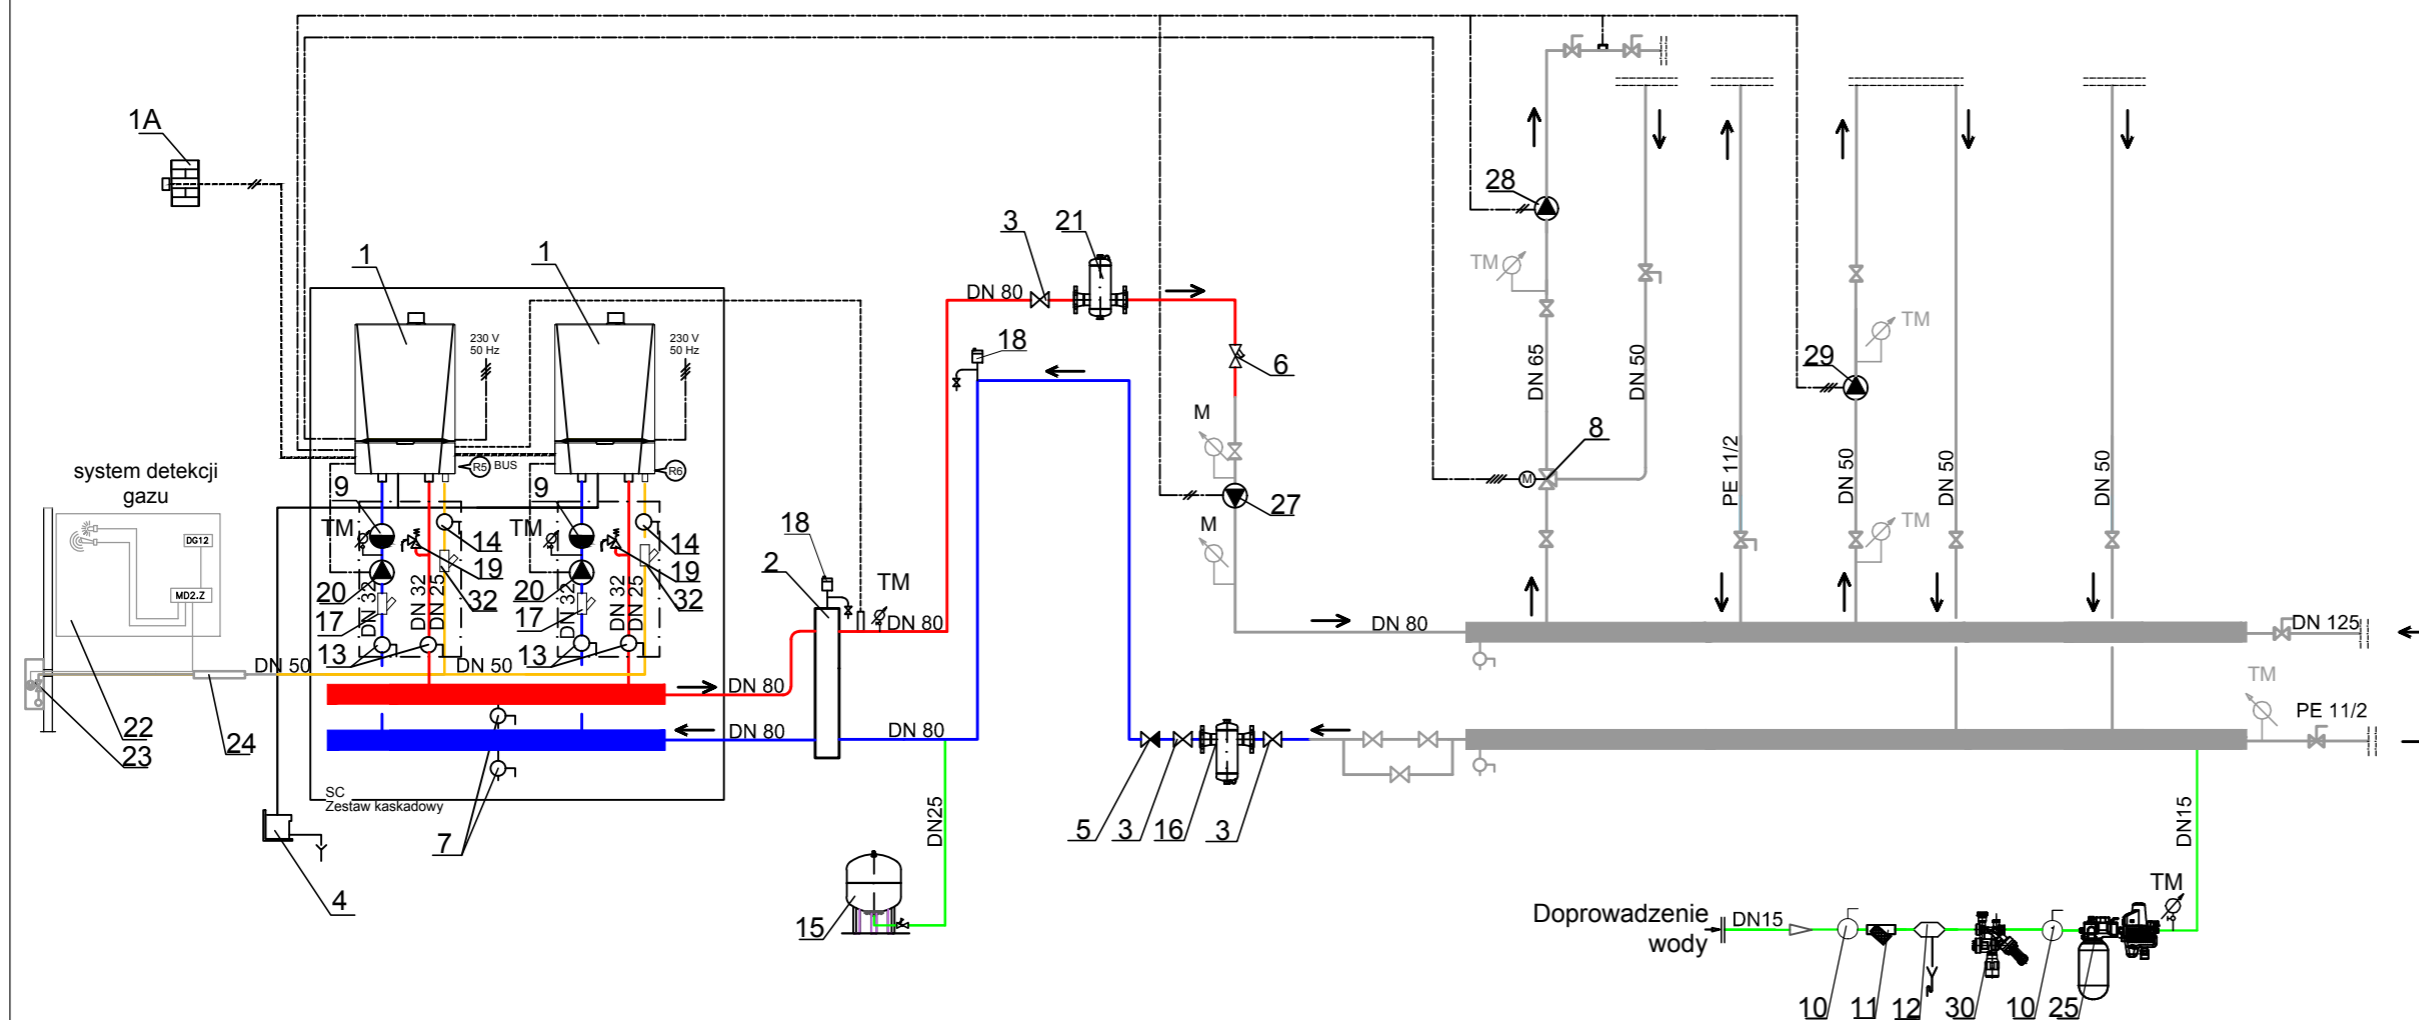 1A
1
1
230 V
50 Hz
230 V
50 Hz
R5
BUS
R6
system detekcji
gazu
DG12
MD2.Z
9
TM
14
19
20
32
17
13
DN 32
DN 32
DN 25
9
TM
14
19
20
32
17
13
DN 32
DN 32
DN 25
DN 50
DN 50
22
23
24
SC
Zestaw kaskadowy
4
7
DN 80
DN 80
2
18
TM
DN 80
DN 80
DN25
15
DN 80
3
21
18
6
M
27
M
5
3
16
3
DN 80
28
TM
DN 65
DN 50
8
M
PE 11/2
29
TM
DN 50
TM
DN 50
DN 50
DN 125
TM
PE 11/2
DN15
TM
Doprowadzenie
wody
DN15
10
11
12
30
10
25